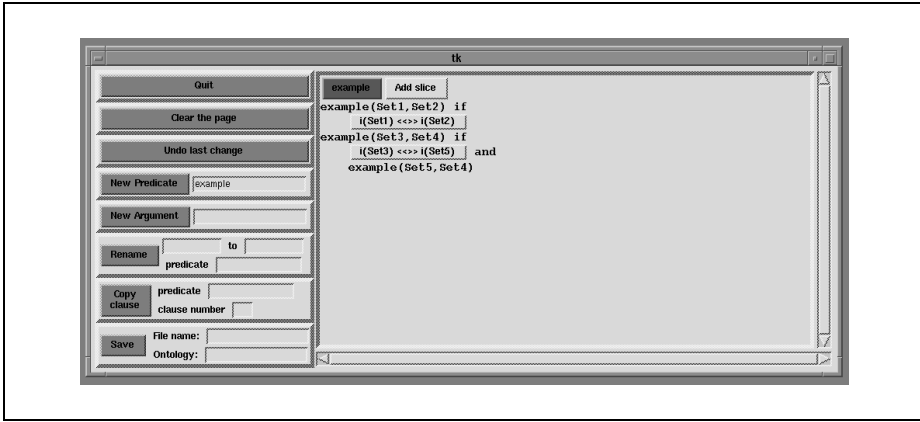 tk
Quit
Clear the page
Undo last change
New Predicate example
New Argument
Rename to
predicate
Copy clause predicate
clause number
Save File name:
Ontology:
example Add slice
example(Set1,Set2) if
i(Set1) <<>> i(Set2)
example(Set3,Set4) if
i(Set3) <<>> i(Set5) and
example(Set5,Set4)